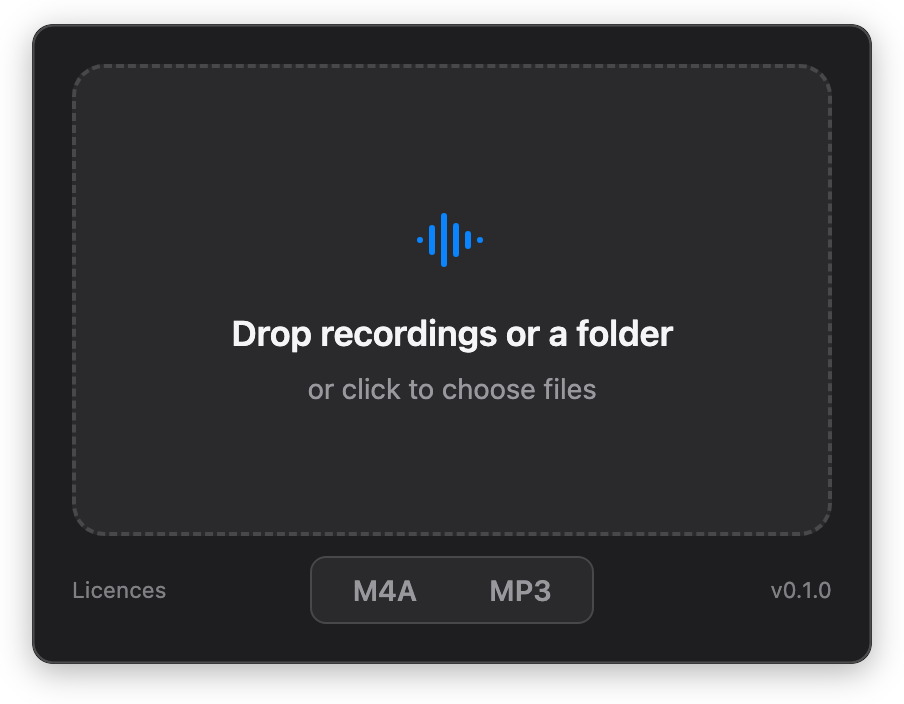 Drop recordings or a folder
or click to choose files
Licences
M4A
MP3
v0.1.0